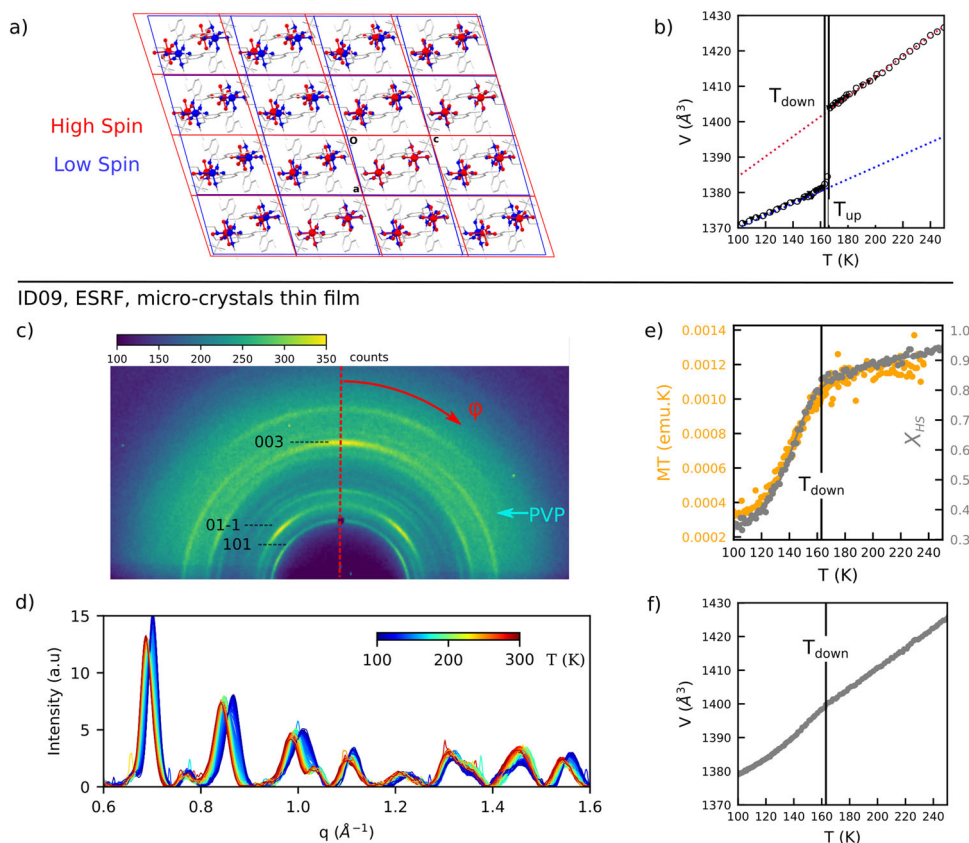 a)
High Spin
Low Spin
O
c
a
b)
1430
1420
1410
1400
1390
1380
1370
V (Å³)
T_down
T_up
100 120 140 160 180 200 220 240
T (K)
ID09, ESRF, micro-crystals thin film
c)
100 150 200 250 300 350
counts
φ
003
01-1
101
PVP
d)
15
10
5
0
Intensity (a.u)
100 200 300
T (K)
0.6 0.8 1.0 1.2 1.4 1.6
q (Å⁻¹)
e)
0.0014
0.0012
0.0010
0.0008
0.0006
0.0004
0.0002
MT (emu.K)
1.0
0.9
0.8
0.7
0.6
0.5
0.4
0.3
X_HS
T_down
100 120 140 160 180 200 220 240
T (K)
f)
1430
1420
1410
1400
1390
1380
1370
V (Å³)
T_down
100 120 140 160 180 200 220 240
T (K)